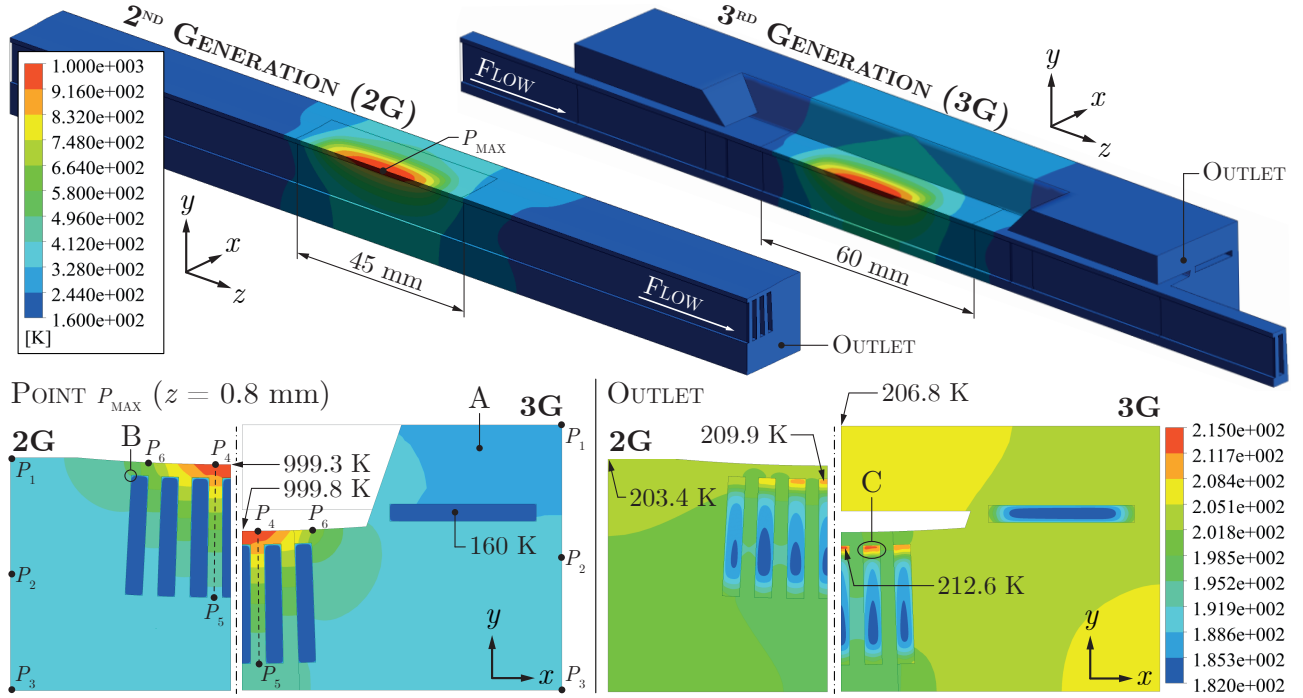 2ND GENERATION (2G)
3RD GENERATION (3G)
1.000e+003
9.160e+002
8.320e+002
7.480e+002
6.640e+002
5.800e+002
4.960e+002
4.120e+002
3.280e+002
2.440e+002
1.600e+002
[K]
FLOW
PMAX
y
x
z
45 mm
FLOW
OUTLET
FLOW
y
x
z
OUTLET
60 mm
POINT PMAX (z = 0.8 mm)
2G
3G
P1
B
P6
P4
A
P1
999.3 K
999.8 K
P4
P6
160 K
P2
P2
P5
P5
y
x
P3
P3
OUTLET
206.8 K
2G
3G
209.9 K
203.4 K
C
212.6 K
y
x
2.150e+002
2.117e+002
2.084e+002
2.051e+002
2.018e+002
1.985e+002
1.952e+002
1.919e+002
1.886e+002
1.853e+002
1.820e+002